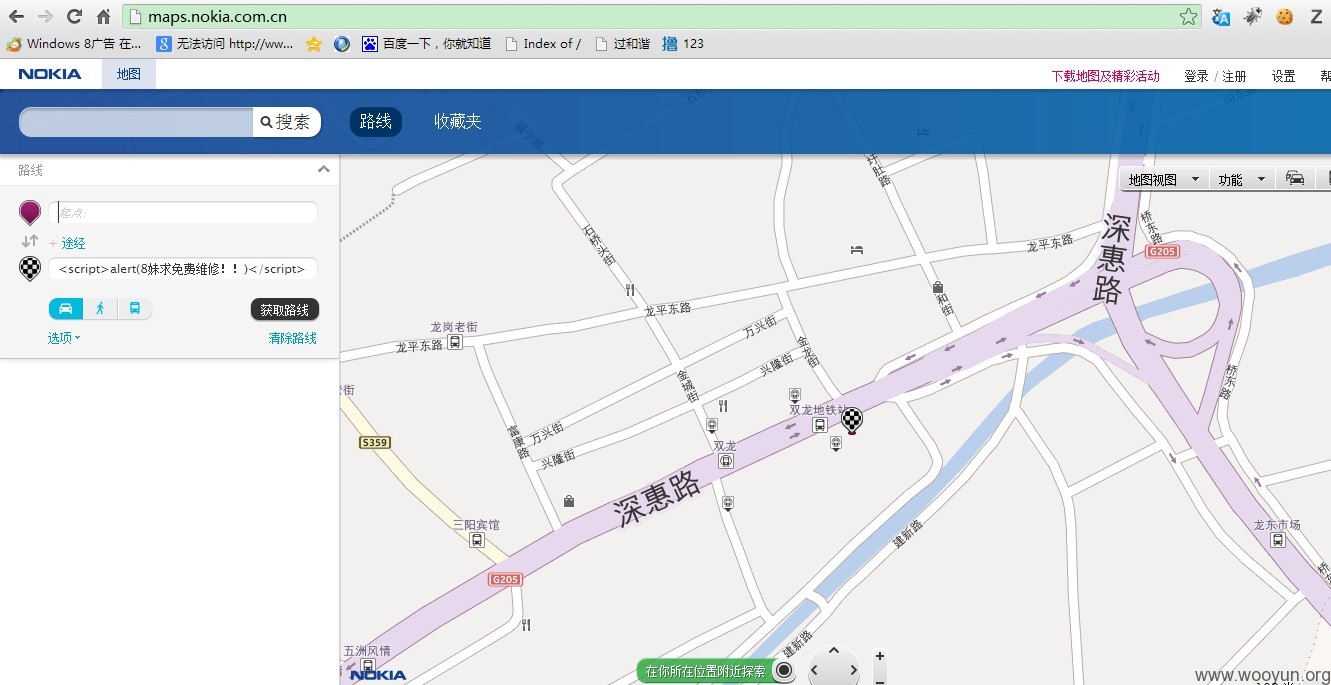 maps.nokia.com.cn
Windows 8广告 在... 无法访问 http://ww... 百度一下，你就知道 Index of / 过和谐 撸 123
NOKIA 地图 下载地图及精彩活动 登录 / 注册 设置 帮
搜索 路线 收藏夹
路线
起点:
+ 途经
<script>alert(8妹求免费维修！！)</script>
获取路线
选项 清除路线
地图视图 功能
圩肚路
桥东路
深惠路
G205
龙平东路
石桥头街
和街
龙平东路
万兴街
龙岗老街
龙平东路
金龙街
兴隆街
桥东路
金城街
双龙地铁站
富康路
万兴街
S359
双龙
兴隆街
深惠路
三阳宾馆
建新路
龙东市场
G205
桥
建新路
五洲风情
NOKIA
在你所在位置附近探索
www.wooyun.org